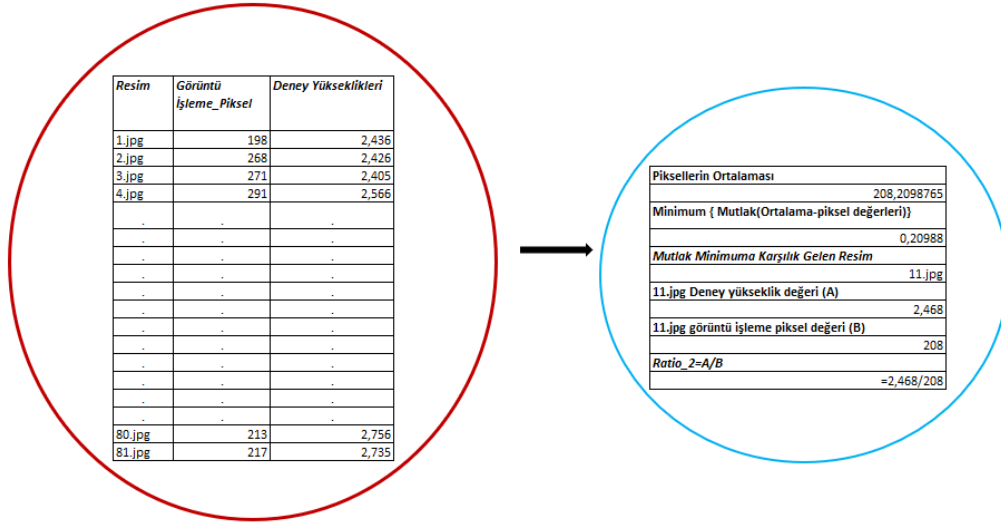 Resim Görüntü İşleme_Piksel Deney Yükseklikleri
1.jpg 198 2,436
2.jpg 268 2,426
3.jpg 271 2,405
4.jpg 291 2,566
. . .
. . .
. . .
. . .
. . .
. . .
. . .
. . .
. . .
. . .
. . .
. . .
80.jpg 213 2,756
81.jpg 217 2,735
Piksellerin Ortalaması
208,2098765
Minimum { Mutlak(Ortalama-piksel değerleri)}
0,20988
Mutlak Minimuma Karşılık Gelen Resim
11.jpg
11.jpg Deney yükseklik değeri (A)
2,468
11.jpg görüntü işleme piksel değeri (B)
208
Ratio_2=A/B
=2,468/208